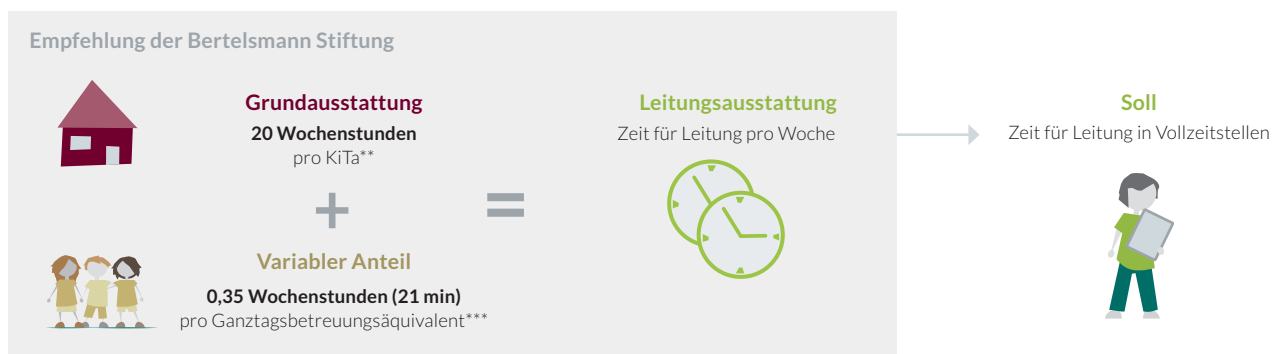 Empfehlung der Bertelsmann Stiftung
Grundausstattung
20 Wochenstunden
pro KiTa**
+
Variabler Anteil
0,35 Wochenstunden (21 min)
pro Ganztagsbetreuungsäquivalent***
=
Leitungsausstattung
Zeit für Leitung pro Woche
Soll
Zeit für Leitung in Vollzeitstellen